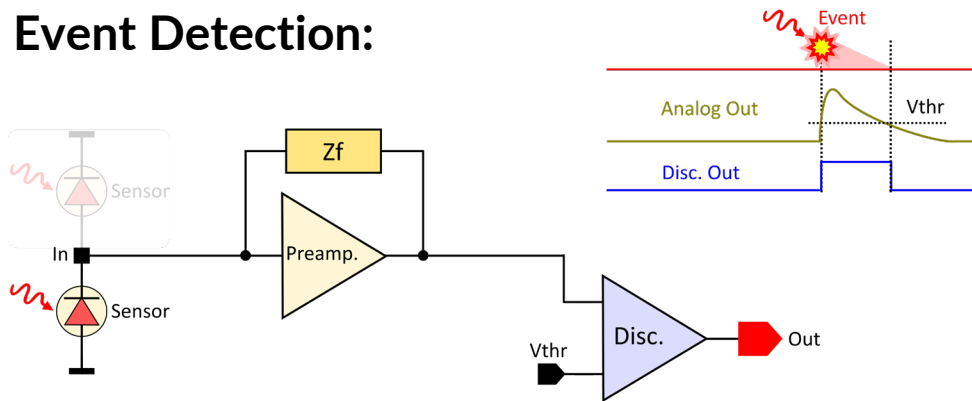 Event Detection:
Event
Analog Out
Vthr
Disc. Out
Zf
Sensor
Preamp.
In
Sensor
Disc.
Out
Vthr